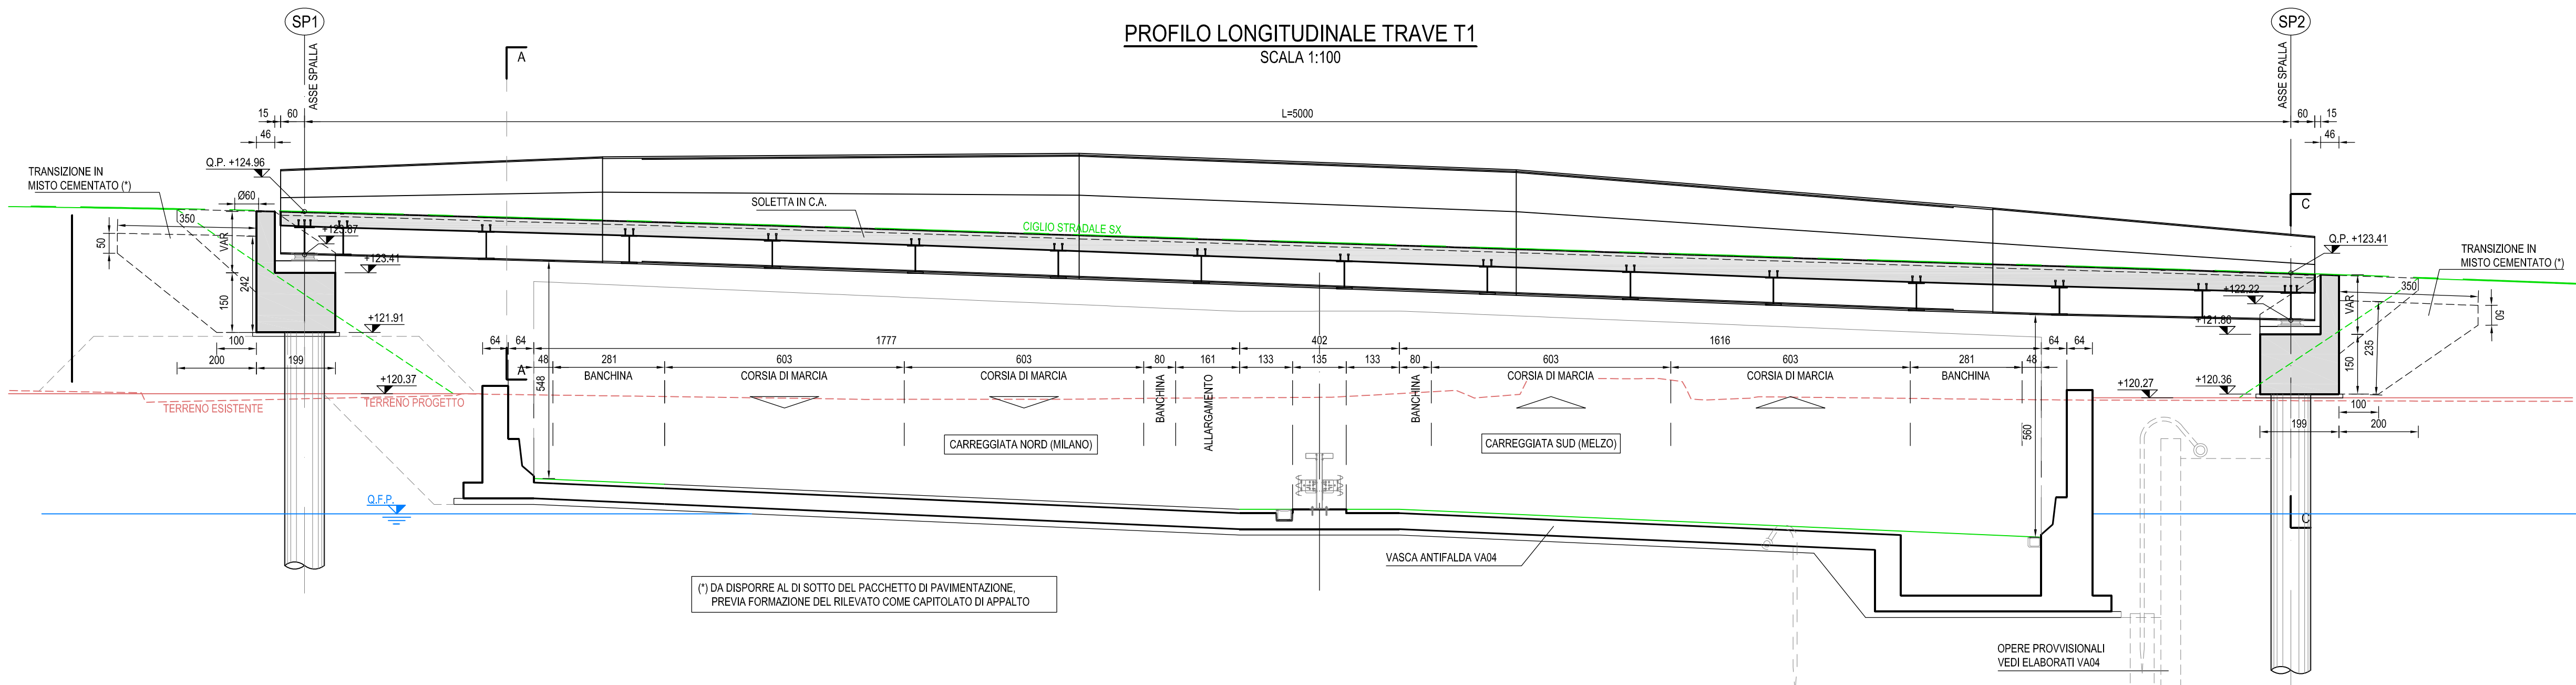 PROFILO LONGITUDINALE TRAVE T1
SCALA 1:100
SP1
ASSE SPALLA
SP2
ASSE SPALLA
A
A
15
60
46
L=5000
60
15
46
Q.P. +124.96
TRANSIZIONE IN
MISTO CEMENTATO (*)
Ø60
350
50
VAR
242
150
+123.87
+123.41
+121.91
100
200
199
+120.37
TERRENO ESISTENTE
TERRENO PROGETTO
Q.F.P.
SOLETTA IN C.A.
CIGLIO STRADALE SX
C
C
Q.P. +123.41
TRANSIZIONE IN
MISTO CEMENTATO (*)
350
50
VAR
235
150
+122.22
+121.86
+120.27
+120.36
100
199
200
64
64
1777
402
1616
64
64
48
281
603
603
80
161
133
135
133
80
603
603
281
48
BANCHINA
CORSIA DI MARCIA
CORSIA DI MARCIA
BANCHINA
ALLARGAMENTO
BANCHINA
CORSIA DI MARCIA
CORSIA DI MARCIA
BANCHINA
548
560
CARREGGIATA NORD (MILANO)
CARREGGIATA SUD (MELZO)
VASCA ANTIFALDA VA04
(*) DA DISPORRE AL DI SOTTO DEL PACCHETTO DI PAVIMENTAZIONE,
PREVIA FORMAZIONE DEL RILEVATO COME CAPITOLATO DI APPALTO
OPERE PROVVISIONALI
VEDI ELABORATI VA04